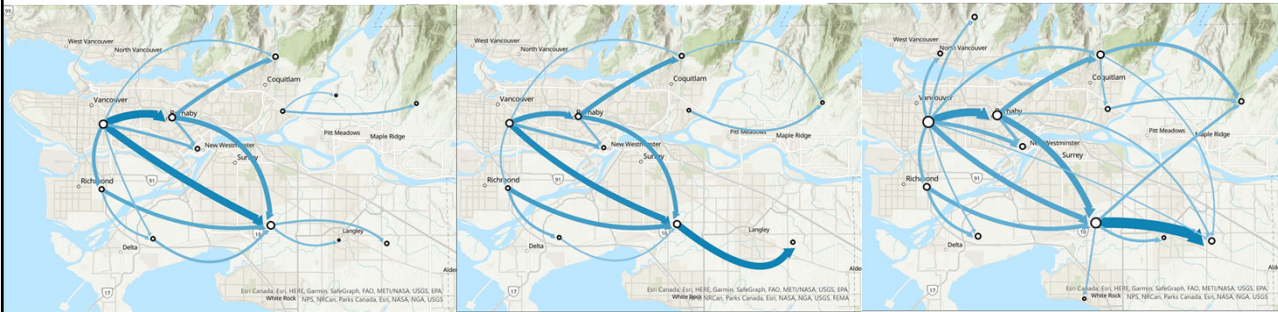 99
West Vancouver
North Vancouver
Coquitlam
Vancouver
Pitt Meadows
Maple Ridge
New Westminster
Surrey
91
Richmond
10
Langley
Delta
17
Alde
Esri Canada, Esri, HERE, Garmin, SafeGraph, FAO, METI/NASA, USGS, EPA,
White Rock NPS, NRCan, Parks Canada, Esri, NASA, NGA, USGS
West Vancouver
North Vancouver
Coquitlam
Vancouver
Burnaby
Pitt Meadows
Maple Ridge
New Westminster
Surrey
Richmond
91
10
Langley
Delta
17
Alde
Esri Canada, Esri, HERE, Garmin, SafeGraph, FAO, METI/NASA, USGS, EPA,
White Rock NRCan, Parks Canada, Esri, NASA, NGA, USGS, FEMA
West Vancouver
North Vancouver
Coquitlam
Vancouver
Pitt Meadows
Maple Ridge
New Westminster
Surrey
Richmond
91
10
Delta
17
Alde
Esri Canada, Esri, HERE, Garmin, SafeGraph, FAO, METI/NASA, USGS, EPA,
White Rock NPS, NRCan, Parks Canada, Esri, NASA, NGA, USGS